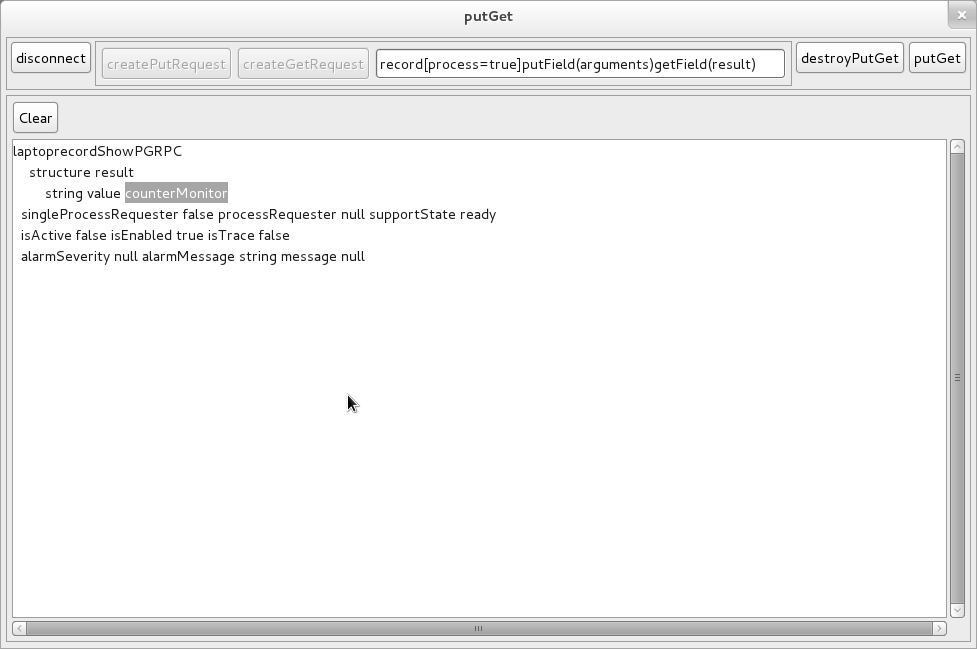 putGet
disconnect createPutRequest createGetRequest record[process=true]putField(arguments)getField(result) destroyPutGet putGet
Clear
laptoprecordShowPGRPC
structure result
string value counterMonitor
singleProcessRequester false processRequester null supportState ready
isActive false isEnabled true isTrace false
alarmSeverity null alarmMessage string message null